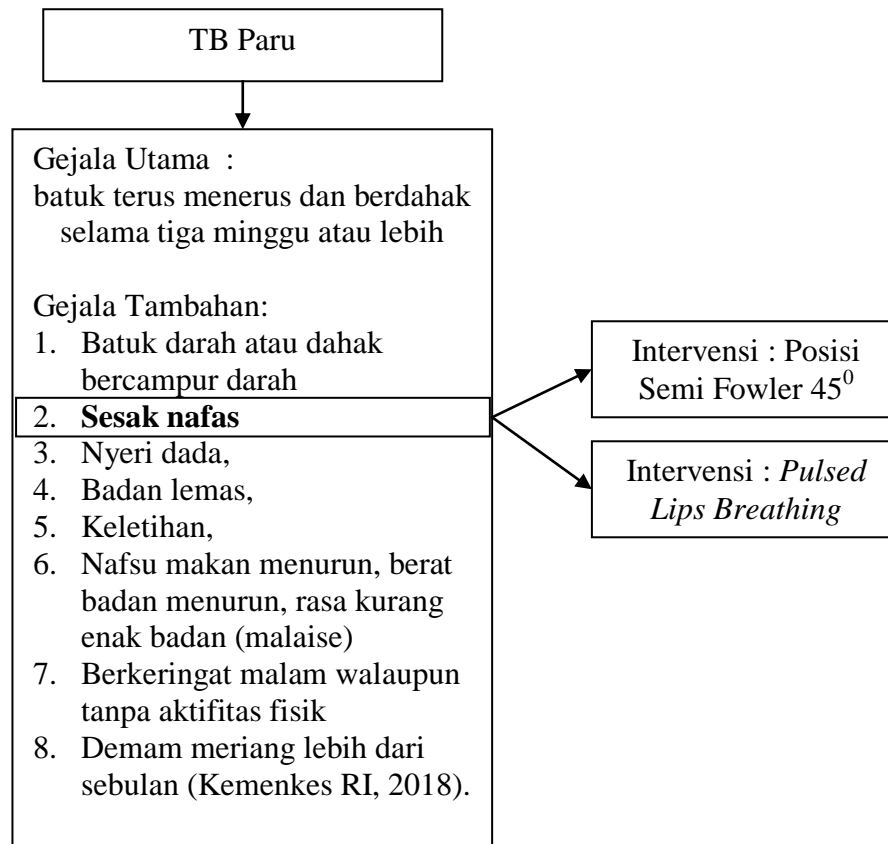 TB Paru
Gejala Utama :
batuk terus menerus dan berdahak
selama tiga minggu atau lebih
Gejala Tambahan:
1. Batuk darah atau dahak
bercampur darah
2. Sesak nafas
3. Nyeri dada,
4. Badan lemas,
5. Keletihan,
6. Nafsu makan menurun, berat
badan menurun, rasa kurang
enak badan (malaise)
7. Berkeringat malam walaupun
tanpa aktifitas fisik
8. Demam meriang lebih dari
sebulan (Kemenkes RI, 2018).
Intervensi : Posisi
Semi Fowler 45⁰
Intervensi : Pulsed
Lips Breathing